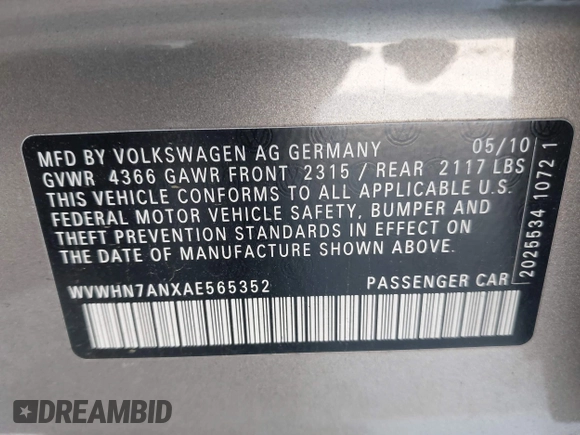 MFD BY VOLKSWAGEN AG GERMANY 05/10
GVWR 4366 GAWR FRONT 2315 / REAR 2117 LBS
THIS VEHICLE CONFORMS TO ALL APPLICABLE U.S.
FEDERAL MOTOR VEHICLE SAFETY, BUMPER AND
THEFT PREVENTION STANDARDS IN EFFECT ON
THE DATE OF MANUFACTURE SHOWN ABOVE.
WVWHN7ANXAE565352 PASSENGER CAR
2025534 1072 1
DREAMBID